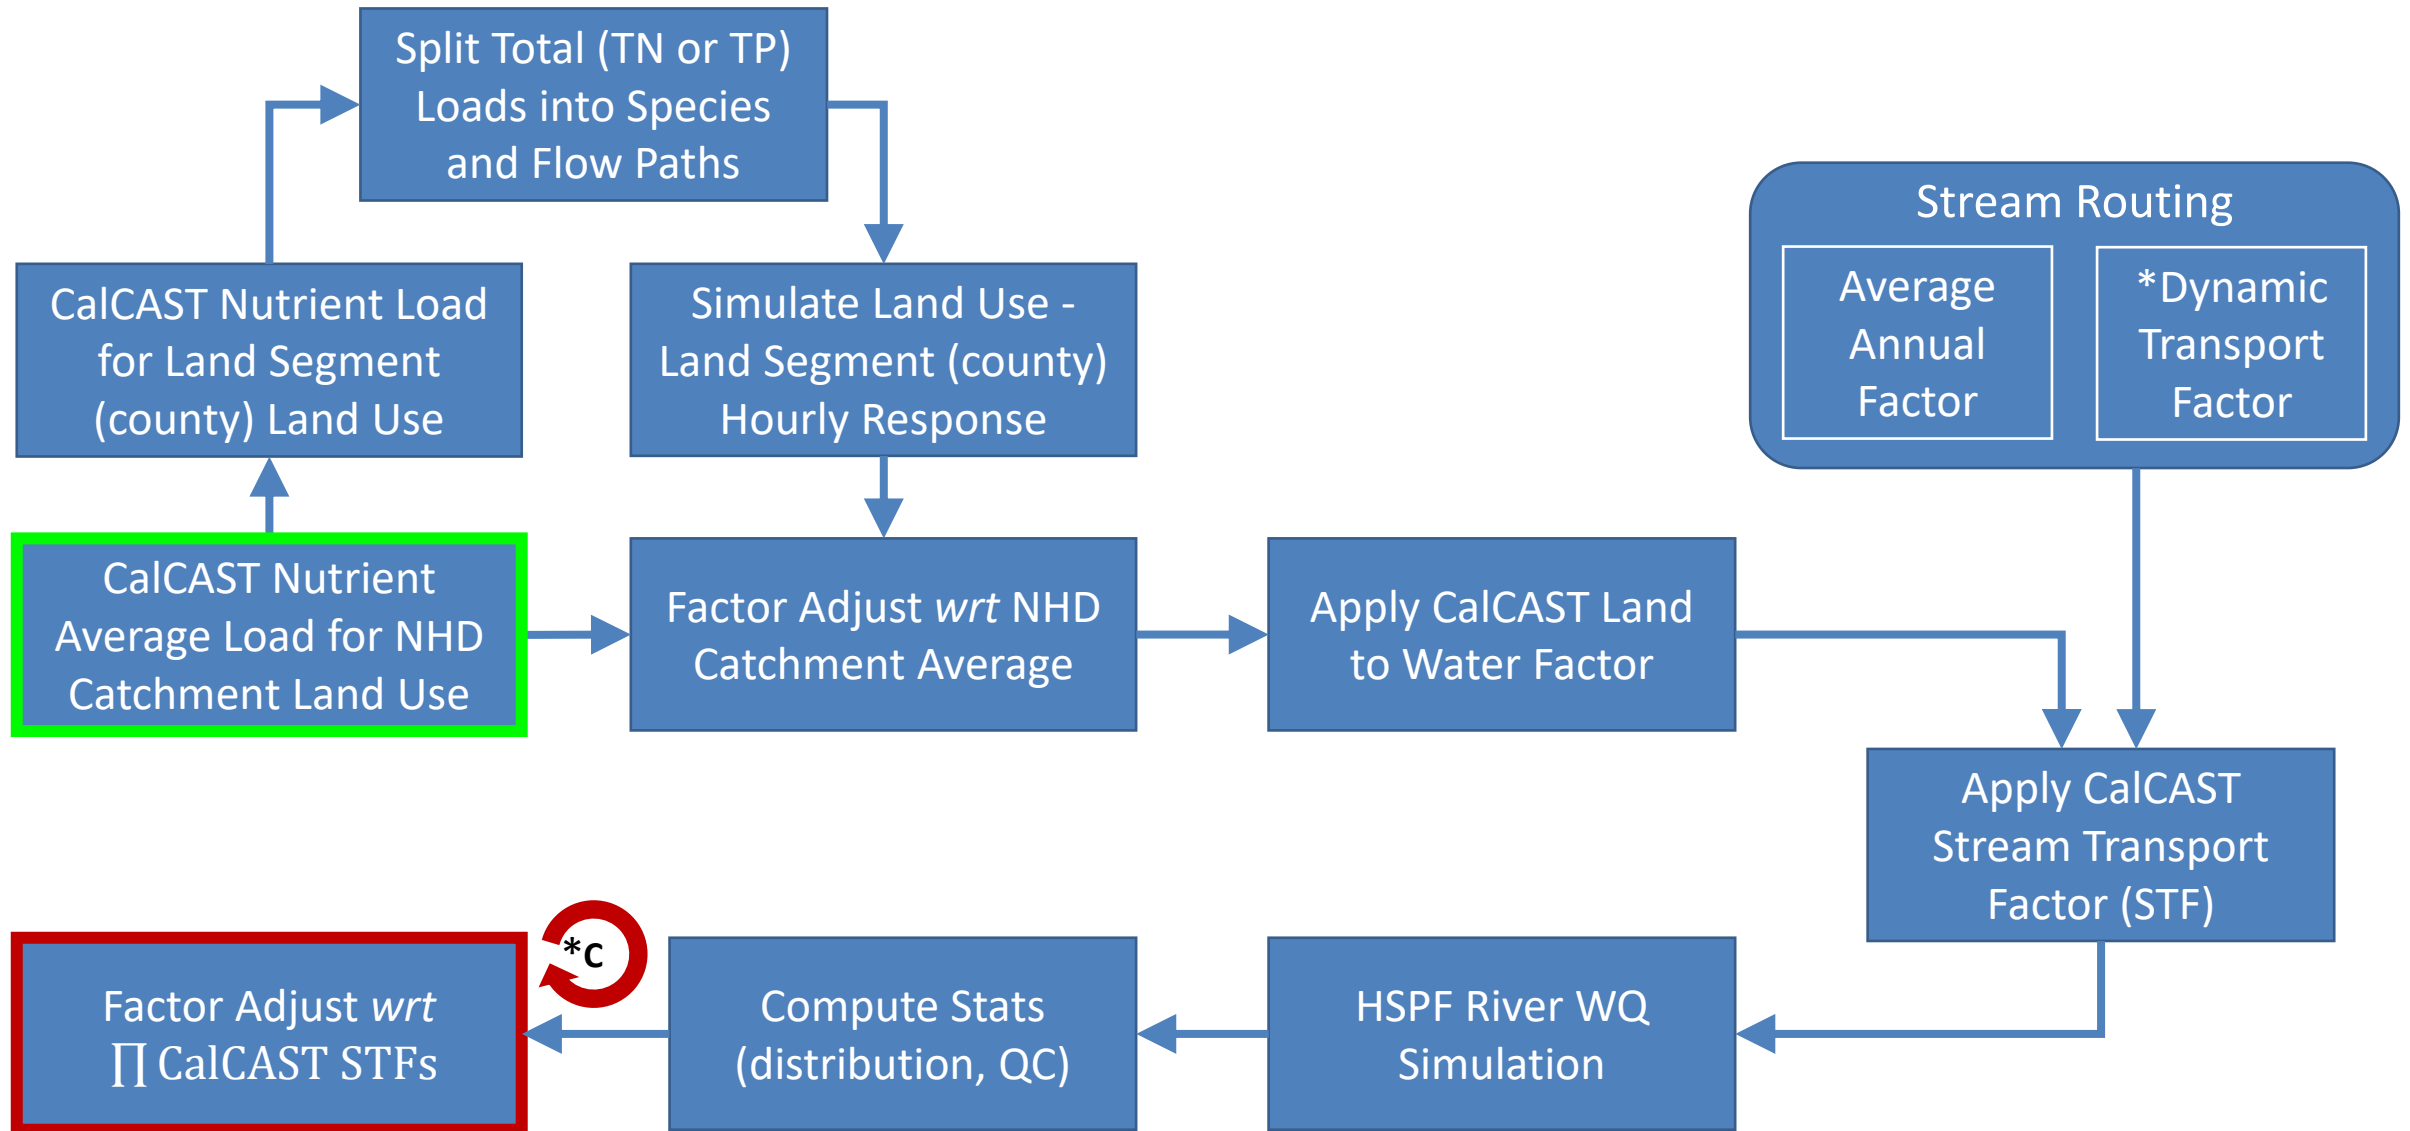 Split Total (TN or TP)
Loads into Species
and Flow Paths
Stream Routing
Average
Annual
Factor
*Dynamic
Transport
Factor
CalCAST Nutrient Load
for Land Segment
(county) Land Use
Simulate Land Use -
Land Segment (county)
Hourly Response
CalCAST Nutrient
Average Load for NHD
Catchment Land Use
Factor Adjust wrt NHD
Catchment Average
Apply CalCAST Land
to Water Factor
Apply CalCAST
Stream Transport
Factor (STF)
*C
Factor Adjust wrt
∏ CalCAST STFs
Compute Stats
(distribution, QC)
HSPF River WQ
Simulation